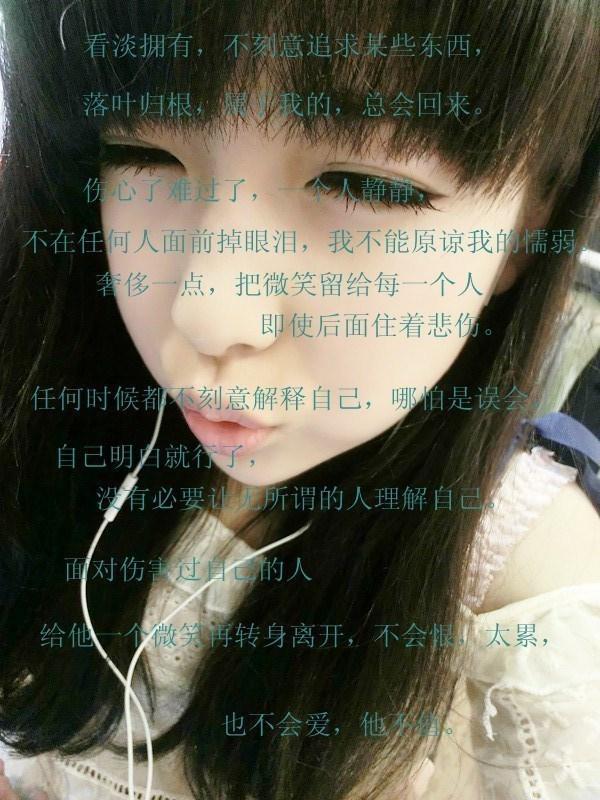 看淡拥有，不刻意追求某些东西，
落叶归根，属于我的，总会回来。
伤心了难过了，一个人静静，
不在任何人面前掉眼泪，我不能原谅我的懦弱。
奢侈一点，把微笑留给每一个人
即使后面住着悲伤。
任何时候都不刻意解释自己，哪怕是误会。
自己明白就行了，
没有必要让无所谓的人理解自己。
面对伤害过自己的人
给他一个微笑再转身离开，不会恨，太累，
也不会爱，他不值。